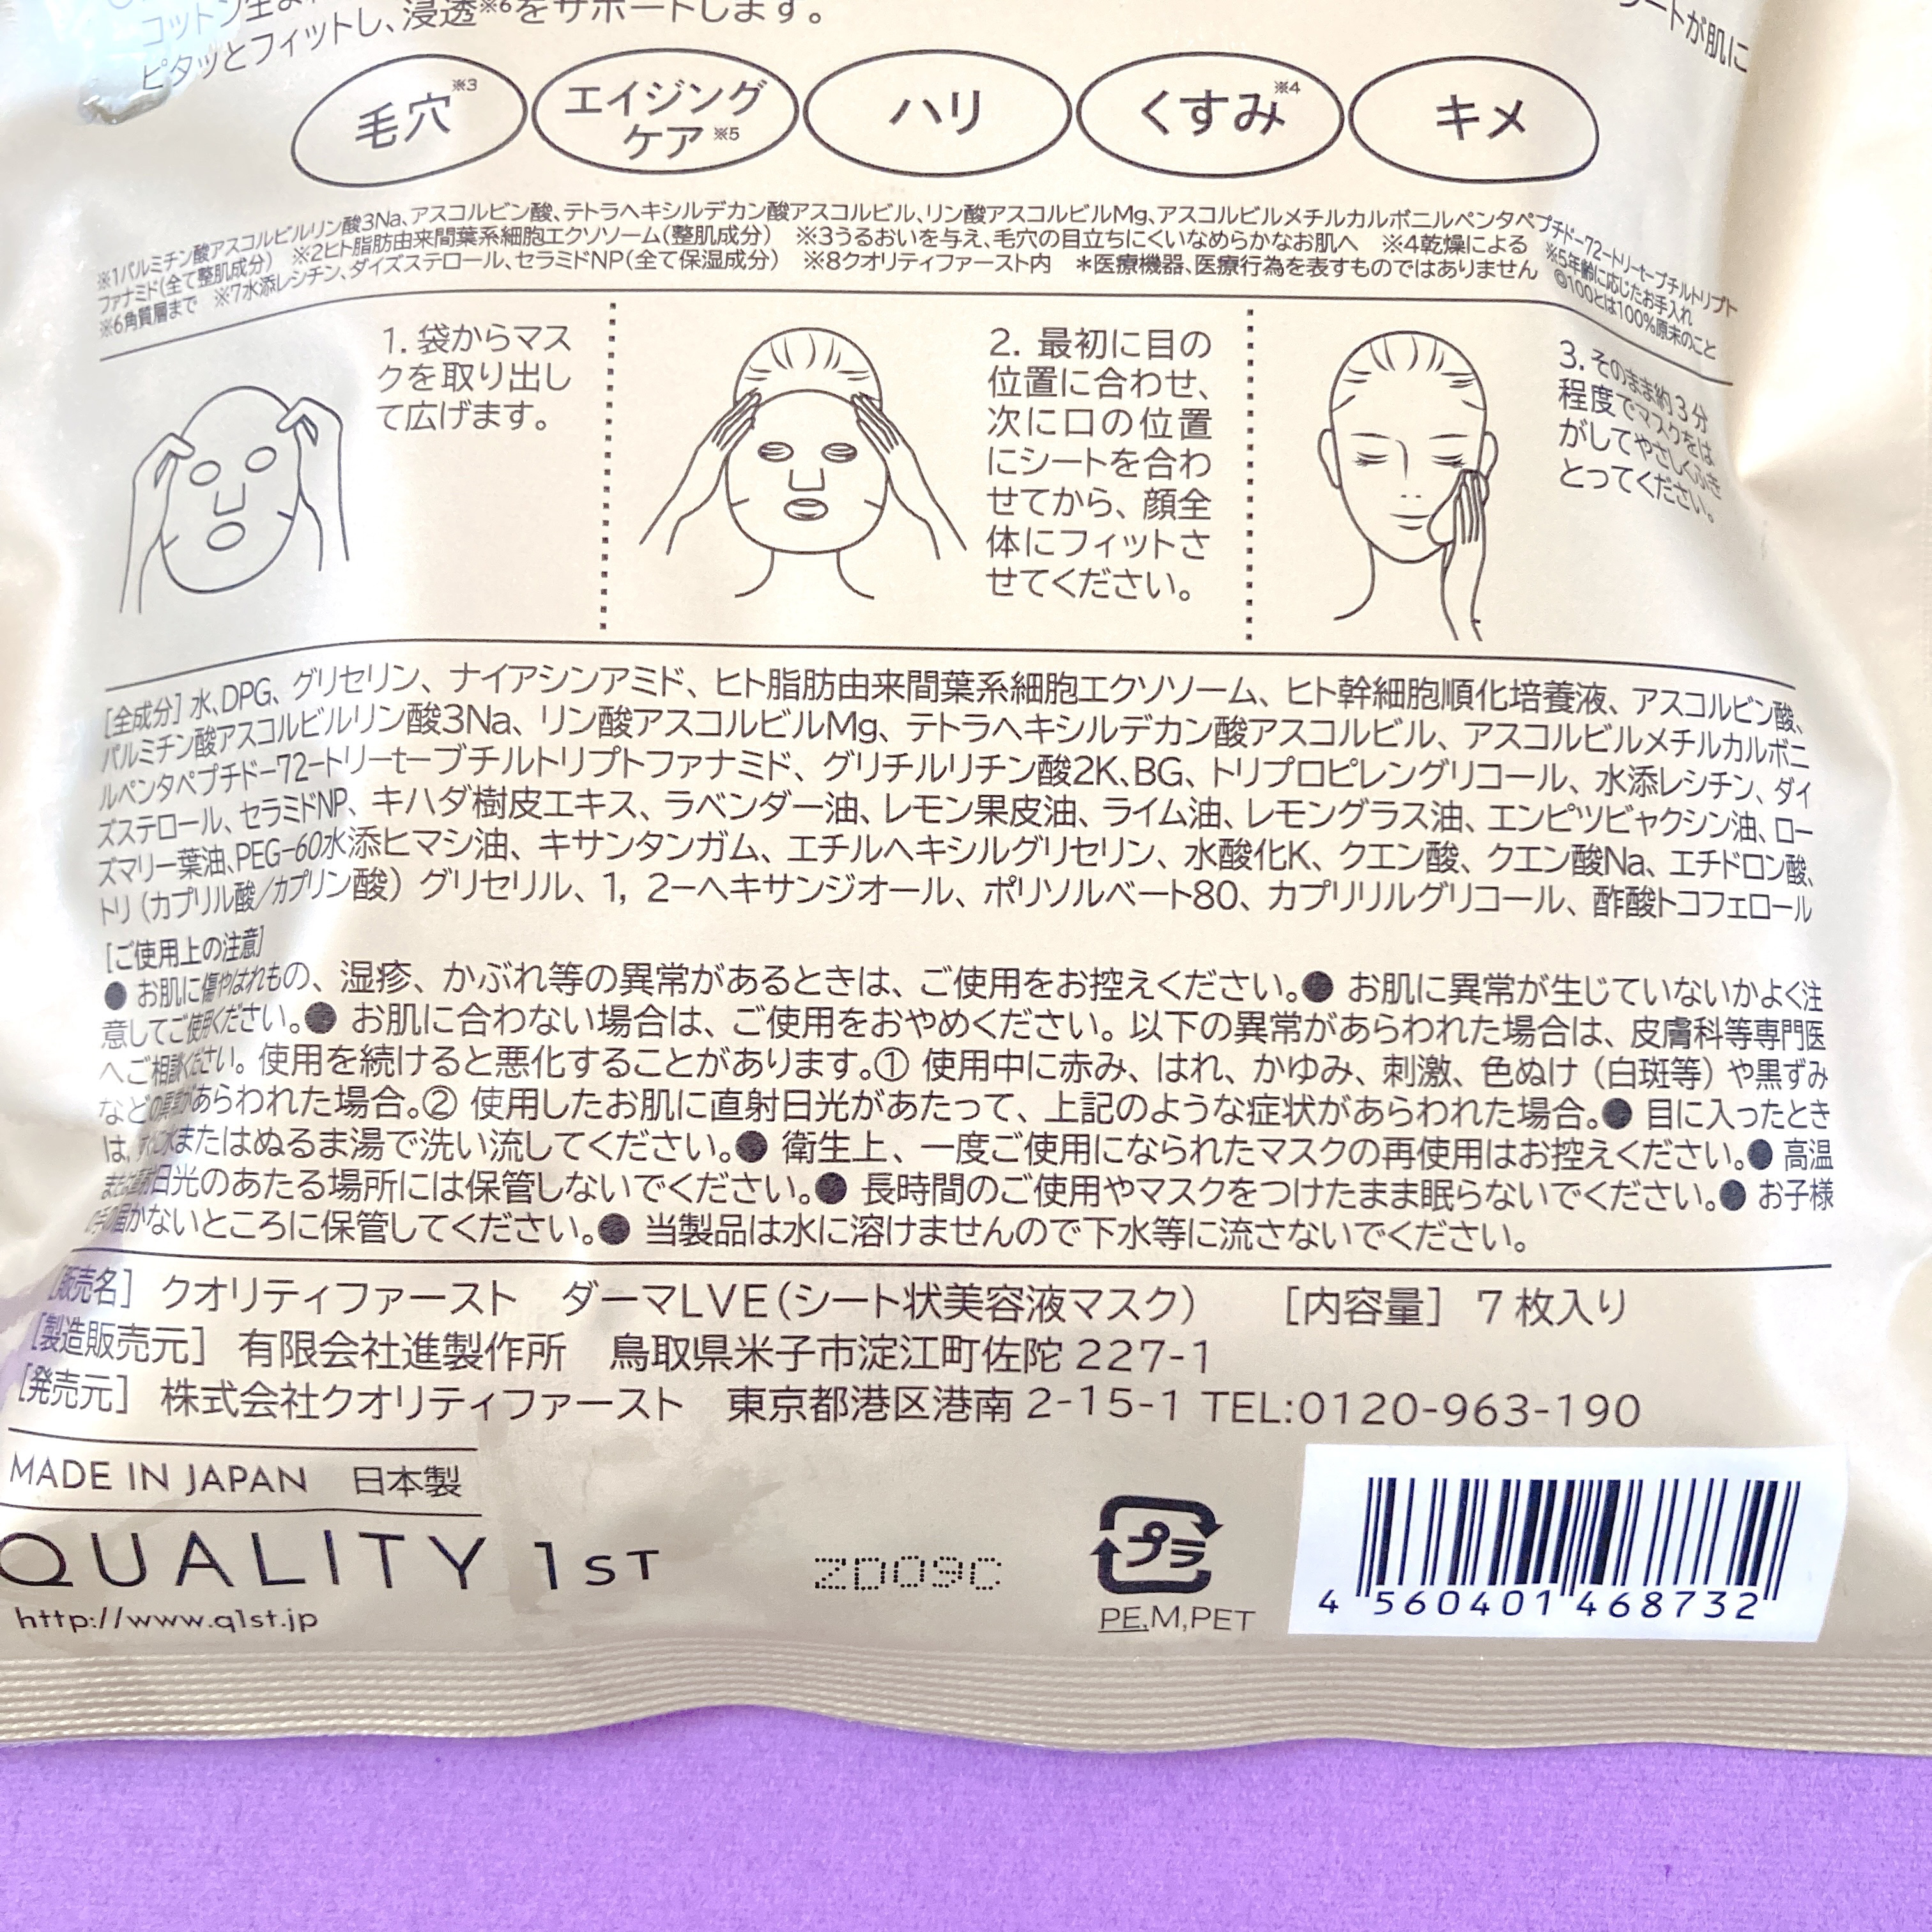 コットン生
ピタッとフィットし、浸透※6をサポートします。
ートが肌に
毛穴※3
エイジング
ケア※5
ハリ
くすみ※4
キメ
※1パルミチン酸アスコルビルリン酸3Na、アスコルビン酸、テトラヘキシルデカン酸アスコルビル、リン酸アスコルビルMg、アスコルビルメチルカルボニルペンタペプチドー72ートリーtーブチルトリプト
ファナミド(全て整肌成分) ※2ヒト脂肪由来間葉系細胞エクソソーム(整肌成分) ※3うるおいを与え、毛穴の目立ちにくいなめらかなお肌へ ※4乾燥による ※5年齢に応じたお手入れ
※6角質層まで ※7水添レシチン、ダイズステロール、セラミドNP(全て保湿成分) ※8クオリティファースト内 *医療機器、医療行為を表すものではありません ◎100とは100%原末のこと
1. 袋からマス
クを取り出し
て広げます。
2. 最初に目の
位置に合わせ、
次に口の位置
にシートを合わ
せてから、顔全
体にフィットさ
せてください。
3. そのまま約3分
程度でマスクをは
がしてやさしくふき
とってください。
[全成分] 水、DPG、グリセリン、ナイアシンアミド、ヒト脂肪由来間葉系細胞エクソソーム、ヒト幹細胞順化培養液、アスコルビン酸、
パルミチン酸アスコルビルリン酸3Na、リン酸アスコルビルMg、テトラヘキシルデカン酸アスコルビル、アスコルビルメチルカルボニ
ルペンタペプチドー72ートリーtーブチルトリプトファナミド、グリチルリチン酸2K、BG、トリプロピレングリコール、水添レシチン、ダイ
ズステロール、セラミドNP、キハダ樹皮エキス、ラベンダー油、レモン果皮油、ライム油、レモングラス油、エンピツビャクシン油、ロー
ズマリー葉油、PEG-60水添ヒマシ油、キサンタンガム、エチルヘキシルグリセリン、水酸化K、クエン酸、クエン酸Na、エチドロン酸、
トリ(カプリル酸/カプリン酸)グリセリル、1, 2ーヘキサンジオール、ポリソルベート80、カプリリルグリコール、酢酸トコフェロール
[ご使用上の注意]
● お肌に傷やはれもの、湿疹、かぶれ等の異常があるときは、ご使用をお控えください。● お肌に異常が生じていないかよく注
意してご使用ください。● お肌に合わない場合は、ご使用をおやめください。以下の異常があらわれた場合は、皮膚科等専門医
へご相談ください。使用を続けると悪化することがあります。① 使用中に赤み、はれ、かゆみ、刺激、色ぬけ(白斑等)や黒ずみ
などの異常があらわれた場合。② 使用したお肌に直射日光があたって、上記のような症状があらわれた場合。● 目に入ったとき
は、すぐに水またはぬるま湯で洗い流してください。● 衛生上、一度ご使用になられたマスクの再使用はお控えください。● 高温
または直射日光のあたる場所には保管しないでください。● 長時間のご使用やマスクをつけたまま眠らないでください。● お子様
の手の届かないところに保管してください。● 当製品は水に溶けませんので下水等に流さないでください。
[販売名] クオリティファースト ダーマLVE(シート状美容液マスク) [内容量] 7枚入り
[製造販売元] 有限会社進製作所 鳥取県米子市淀江町佐陀 227-1
[発売元] 株式会社クオリティファースト 東京都港区港南 2-15-1 TEL:0120-963-190
MADE IN JAPAN 日本製
QUALITY 1ST
http://www.q1st.jp
ZD09C
プラ
PE,M,PET
4 560401 468732